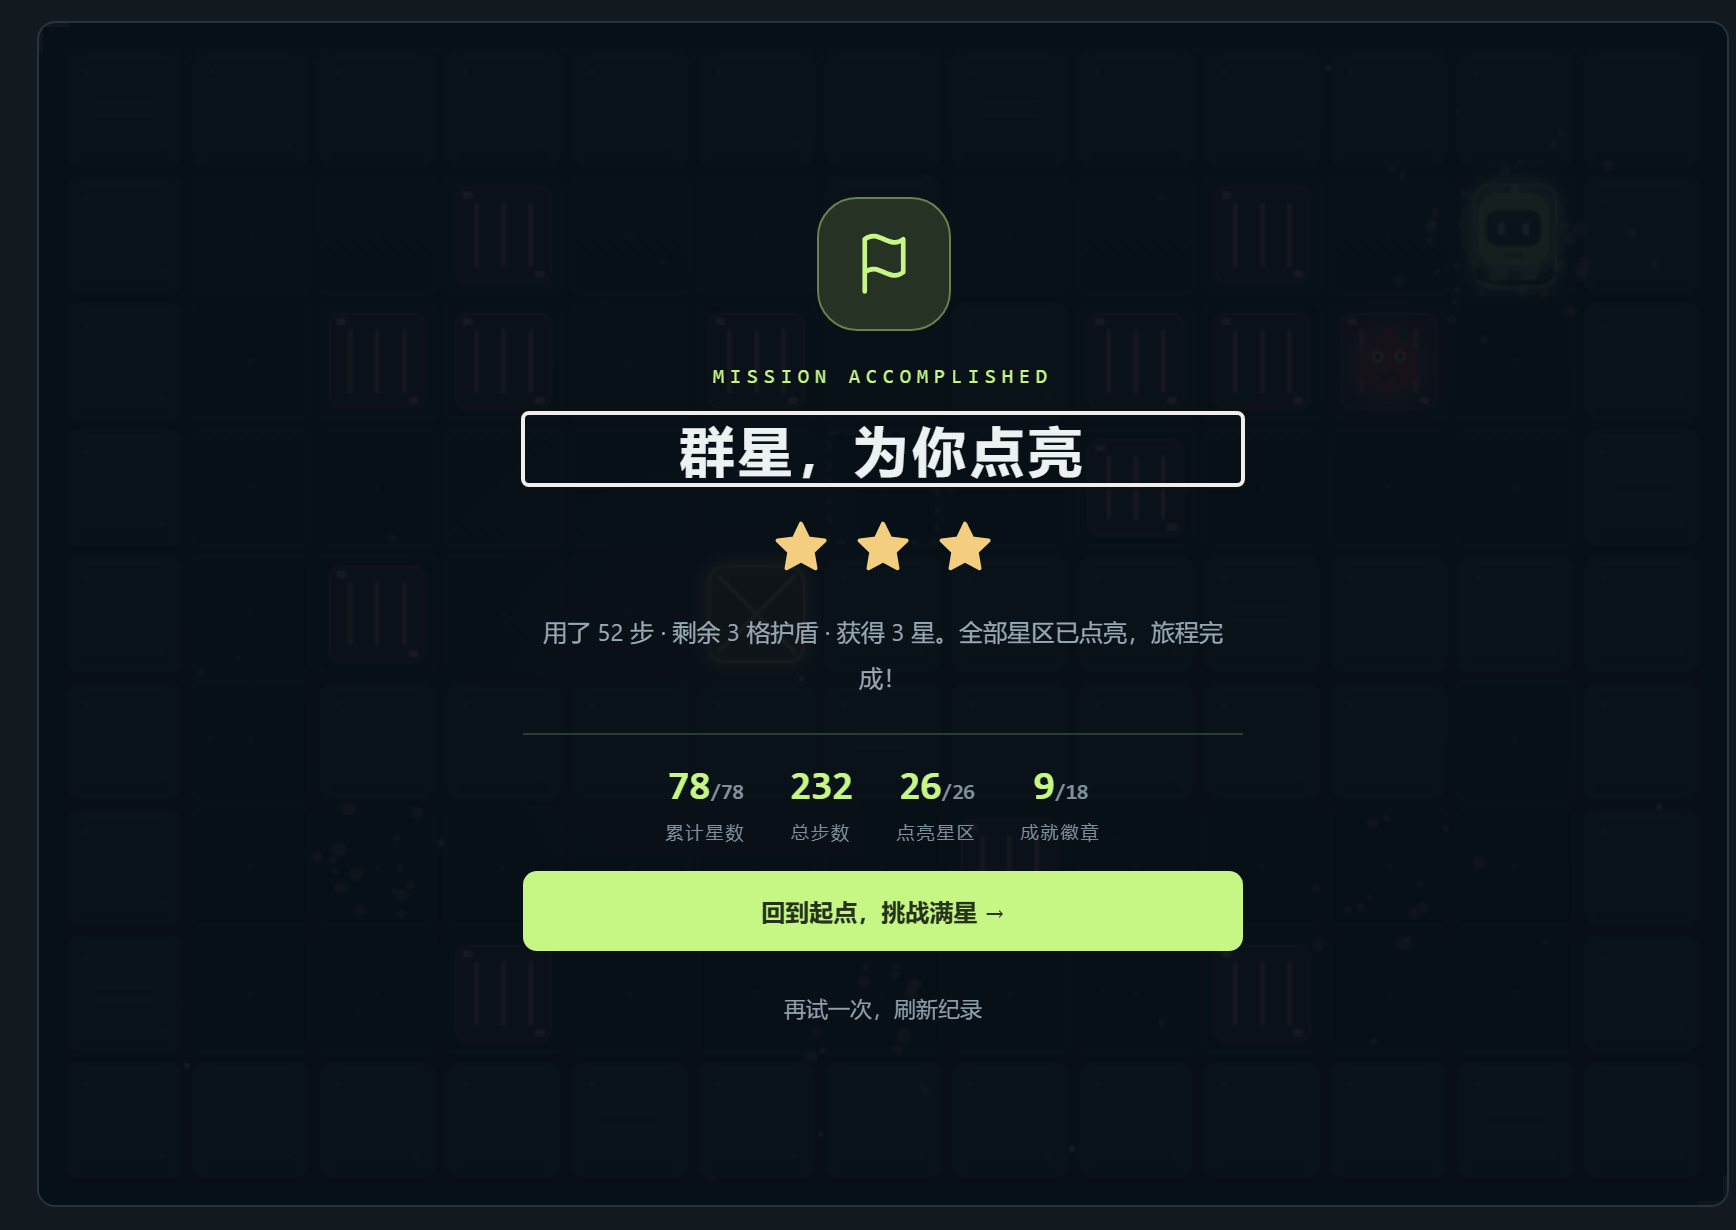 MISSION ACCOMPLISHED
群星，为你点亮
用了 52 步 · 剩余 3 格护盾 · 获得 3 星。全部星区已点亮，旅程完
成！
78/78 232 26/26 9/18
累计星数 总步数 点亮星区 成就徽章
回到起点，挑战满星 →
再试一次，刷新纪录